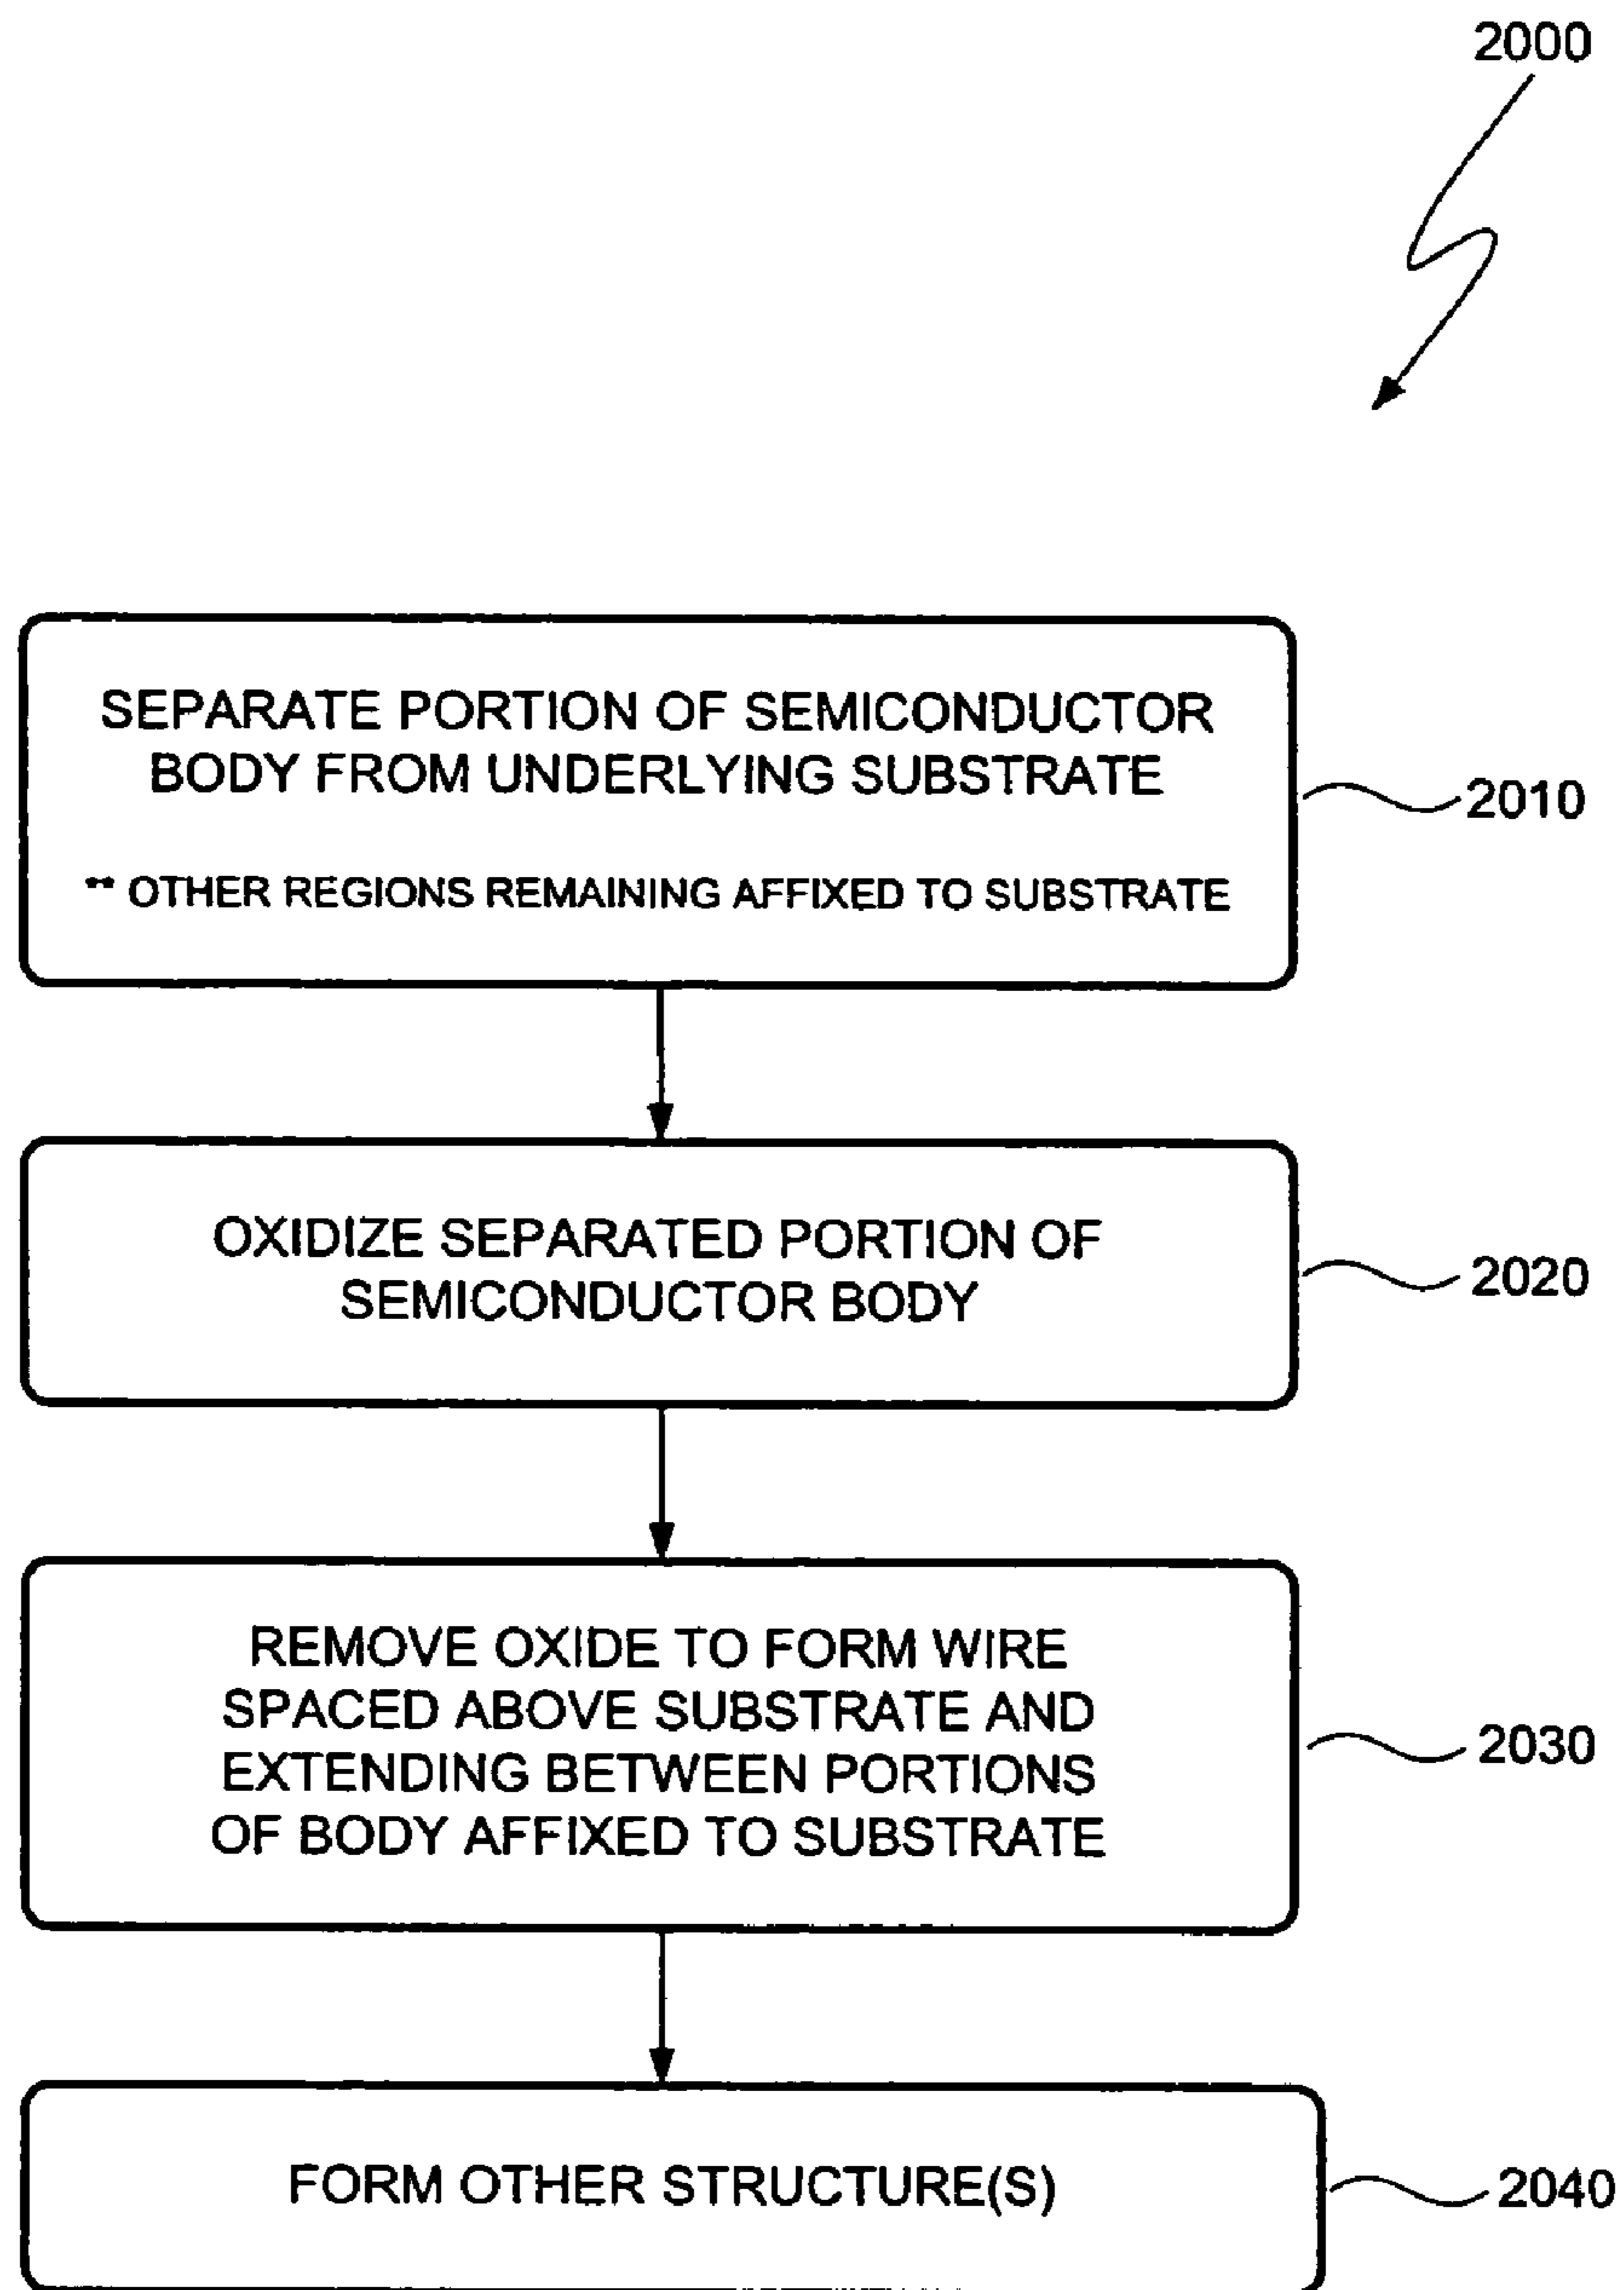 2000
SEPARATE PORTION OF SEMICONDUCTOR
BODY FROM UNDERLYING SUBSTRATE
** OTHER REGIONS REMAINING AFFIXED TO SUBSTRATE
2010
OXIDIZE SEPARATED PORTION OF
SEMICONDUCTOR BODY
2020
REMOVE OXIDE TO FORM WIRE
SPACED ABOVE SUBSTRATE AND
EXTENDING BETWEEN PORTIONS
OF BODY AFFIXED TO SUBSTRATE
2030
FORM OTHER STRUCTURE(S)
2040